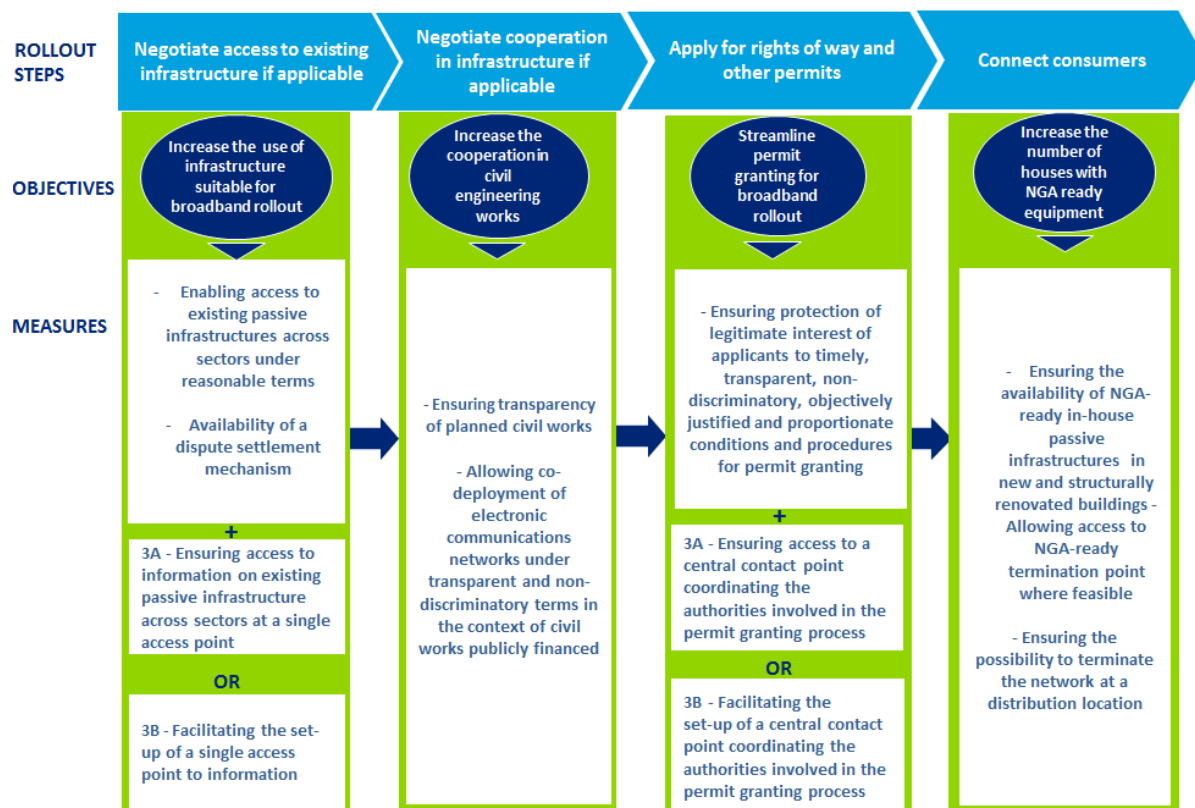 ROLLOUT
STEPS
Negotiate access to existing
infrastructure if applicable
Negotiate cooperation
in infrastructure if
applicable
Apply for rights of way and
other permits
Connect consumers
OBJECTIVES
Increase the use of
infrastructure
suitable for
broadband rollout
Increase the
cooperation in
civil
engineering
works
Streamline
permit
granting for
broadband
rollout
Increase the
number of
houses with
NGA ready
equipment
MEASURES
- Enabling access to
existing passive
infrastructures across
sectors under
reasonable terms
- Availability of a
dispute settlement
mechanism
+
3A - Ensuring access to
information on existing
passive infrastructure
across sectors at a single
access point
OR
3B - Facilitating the set-
up of a single access
point to information
- Ensuring transparency
of planned civil works
- Allowing co-
deployment of
electronic
communications
networks under
transparent and non-
discriminatory terms in
the context of civil
works publicly financed
- Ensuring protection of
legitimate interest of
applicants to timely,
transparent, non-
discriminatory, objectively
justified and proportionate
conditions and procedures
for permit granting
+
3A - Ensuring access to a
central contact point
coordinating the
authorities involved in the
permit granting process
OR
3B - Facilitating the
set-up of a central contact
point coordinating the
authorities involved in the
permit granting process
- Ensuring the
availability of NGA-
ready in-house
passive
infrastructures in
new and structurally
renovated buildings -
Allowing access to
NGA-ready
termination point
where feasible
- Ensuring the
possibility to terminate
the network at a
distribution location